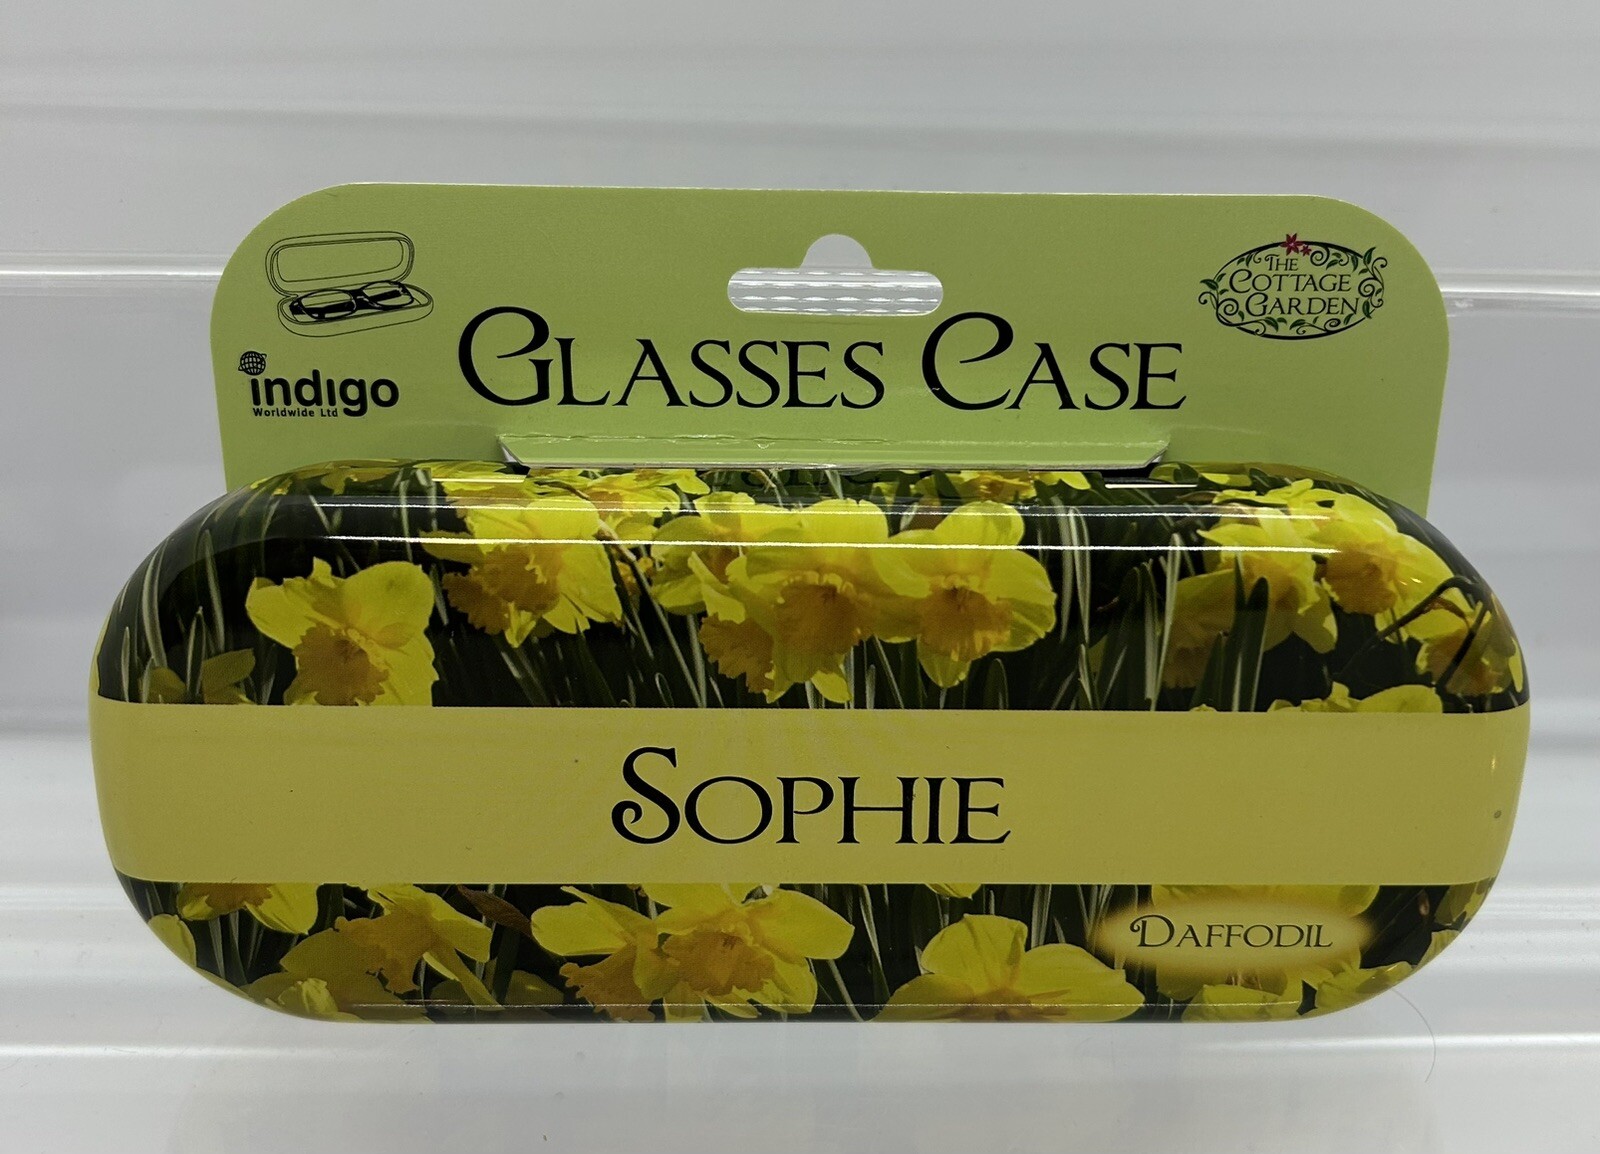 THE
COTTAGE
GARDEN
indigo
Worldwide Ltd
GLASSES CASE
SOPHIE
DAFFODIL